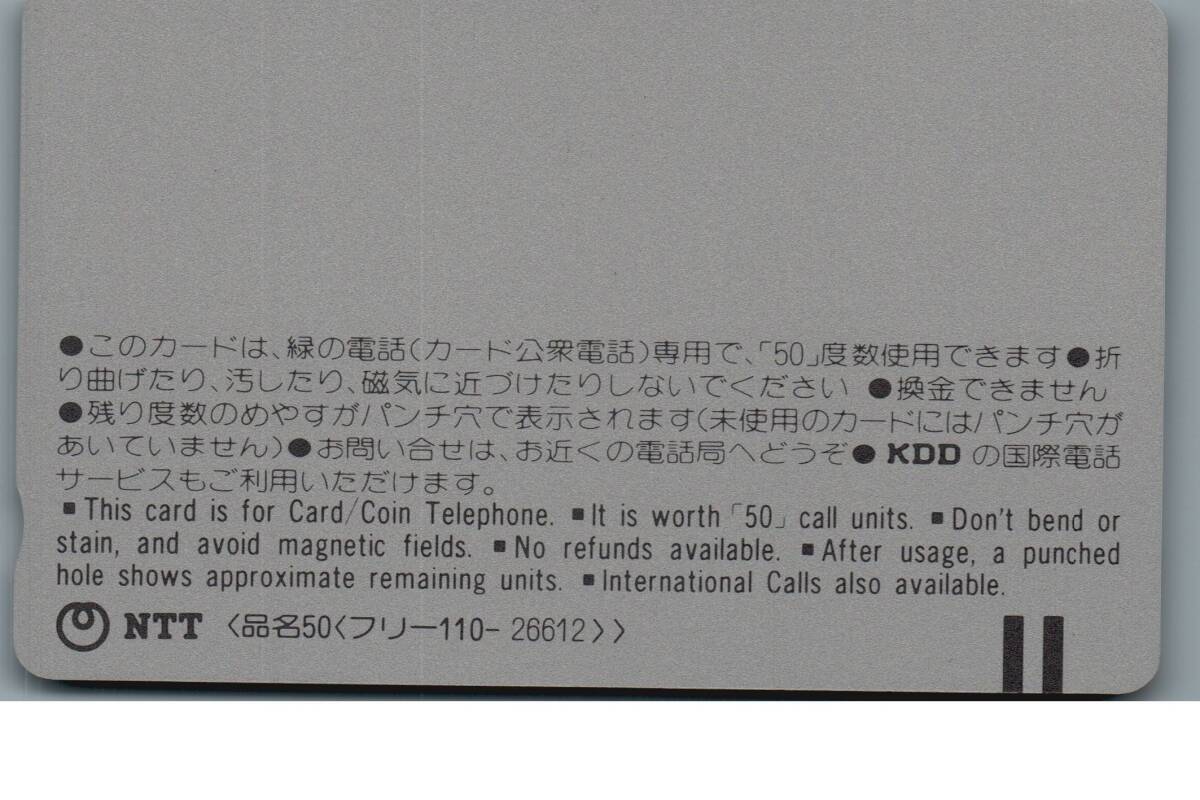 ●このカードは、緑の電話(カード公衆電話)専用で、「50」度数使用できます●折
り曲げたり、汚したり、磁気に近づけたりしないでください ●換金できません
●残り度数のめやすがパンチ穴で表示されます(未使用のカードにはパンチ穴が
あいていません)●お問い合せは、お近くの電話局へどうぞ● KDD の国際電話
サービスもご利用いただけます。
▪This card is for Card/Coin Telephone. ▪It is worth「50」call units. ▪Don't bend or
stain, and avoid magnetic fields. ▪No refunds available. ▪After usage, a punched
hole shows approximate remaining units. ▪International Calls also available.
NTT 〈品名50〈フリー110- 26612〉〉